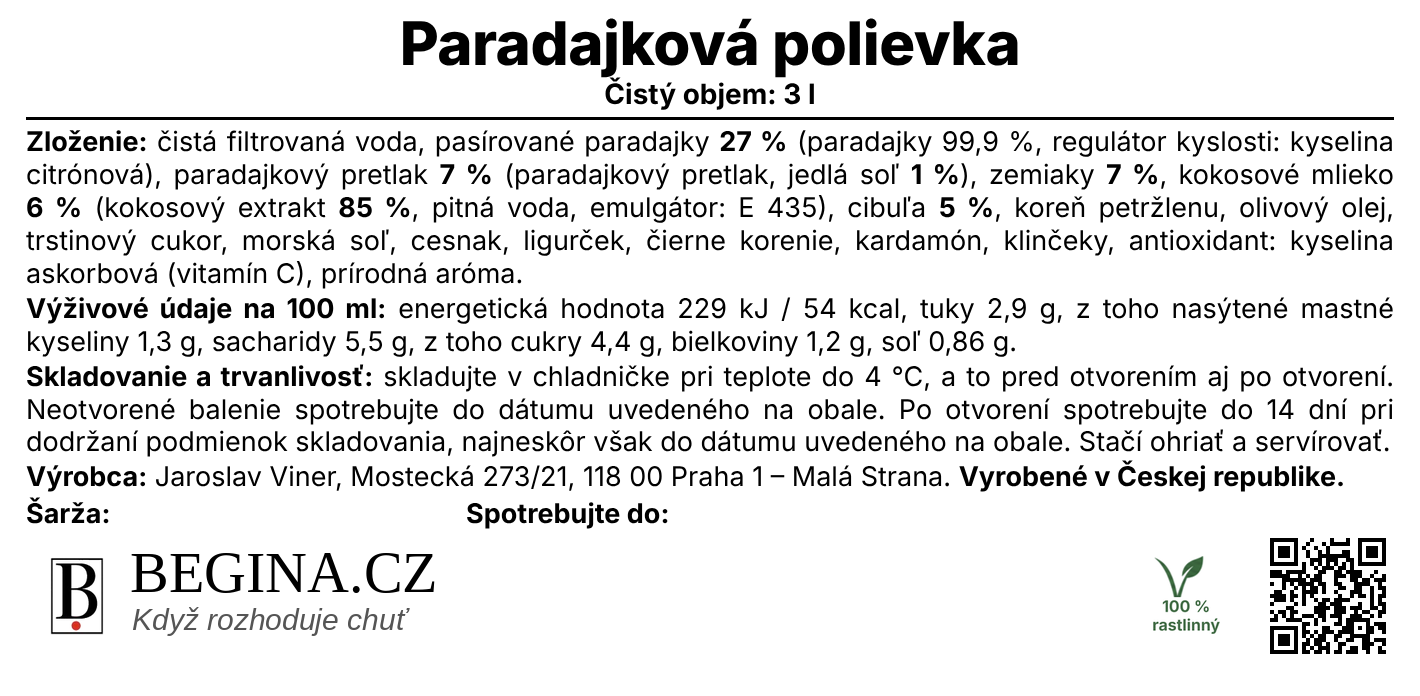 Paradajková polievka
Čistý objem: 3 l
Zloženie: čistá filtrovaná voda, pasírované paradajky 27 % (paradajky 99,9 %, regulátor kyslosti: kyselina
citrónová), paradajkový pretlak 7 % (paradajkový pretlak, jedlá soľ 1 %), zemiaky 7 %, kokosové mlieko
6 % (kokosový extrakt 85 %, pitná voda, emulgátor: E 435), cibuľa 5 %, koreň petržlenu, olivový olej,
trstinový cukor, morská soľ, cesnak, ligurček, čierne korenie, kardamón, klinčeky, antioxidant: kyselina
askorbová (vitamín C), prírodná aróma.
Výživové údaje na 100 ml: energetická hodnota 229 kJ / 54 kcal, tuky 2,9 g, z toho nasýtené mastné
kyseliny 1,3 g, sacharidy 5,5 g, z toho cukry 4,4 g, bielkoviny 1,2 g, soľ 0,86 g.
Skladovanie a trvanlivosť: skladujte v chladničke pri teplote do 4 °C, a to pred otvorením aj po otvorení.
Neotvorené balenie spotrebujte do dátumu uvedeného na obale. Po otvorení spotrebujte do 14 dní pri
dodržaní podmienok skladovania, najneskôr však do dátumu uvedeného na obale. Stačí ohriať a servírovať.
Výrobca: Jaroslav Viner, Mostecká 273/21, 118 00 Praha 1 – Malá Strana. Vyrobené v Českej republike.
Šarža: Spotrebujte do:
B BEGINA.CZ
Když rozhoduje chuť
100 %
rastlinný